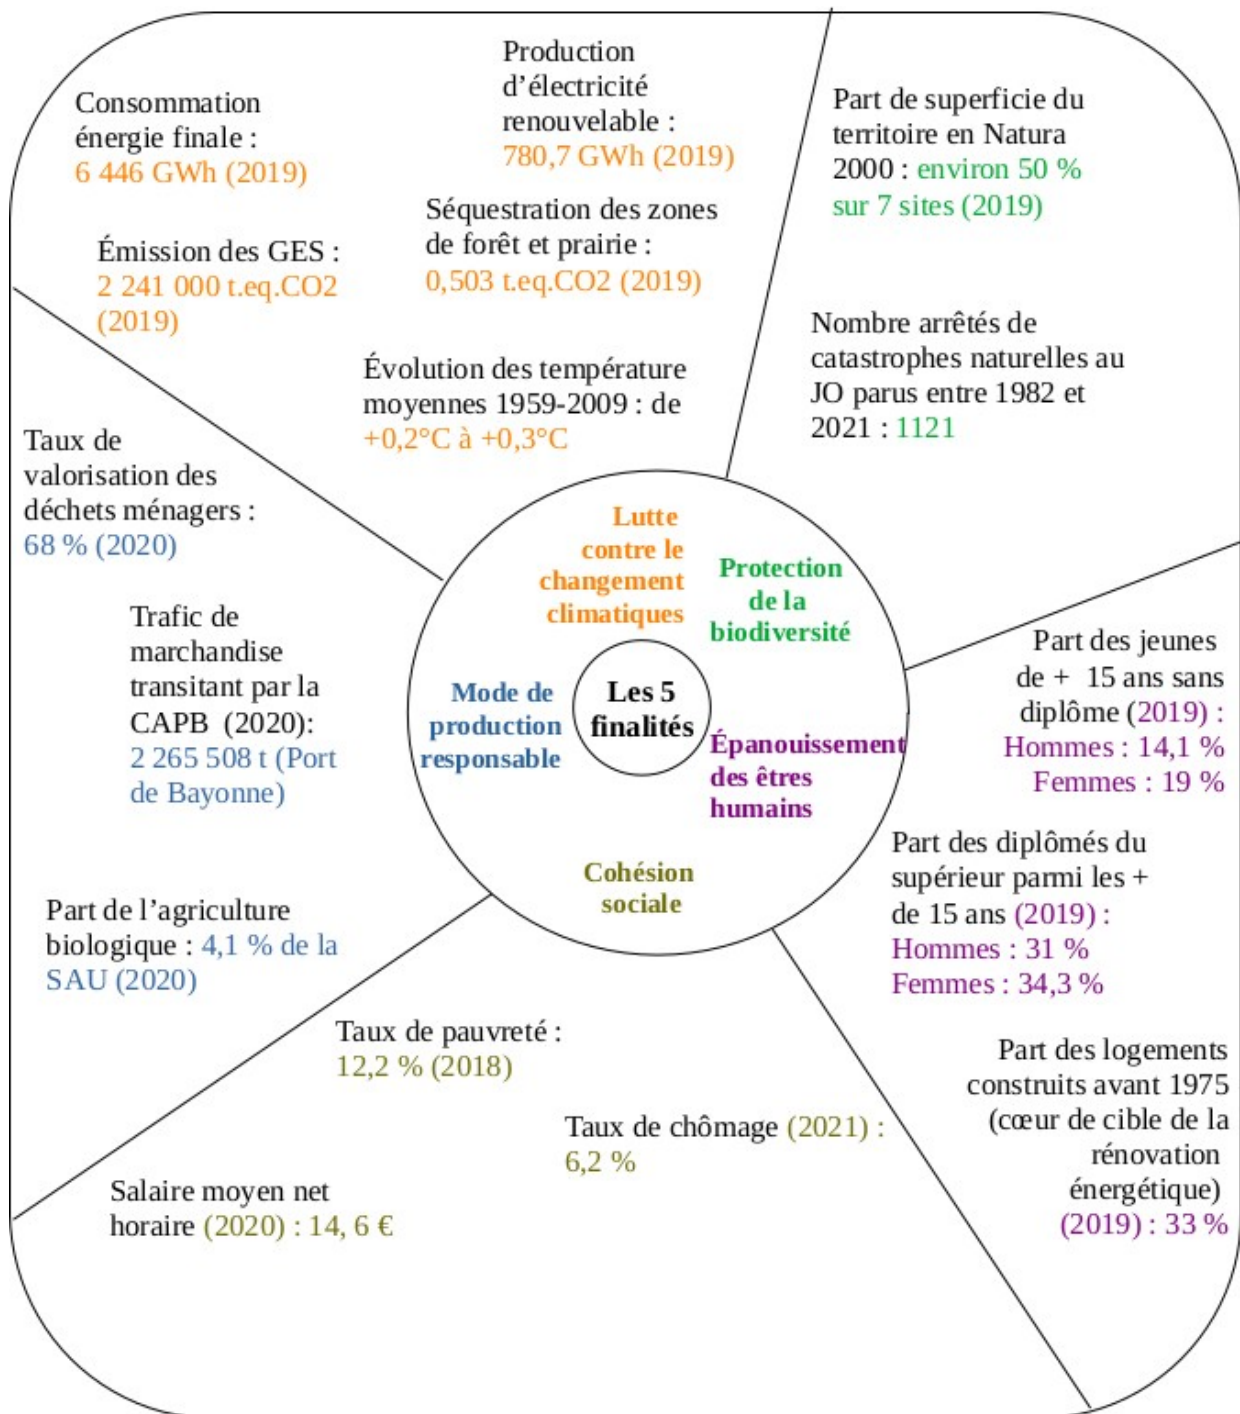 Consommation
énergie finale :
6 446 GWh (2019)
Émission des GES :
2 241 000 t.eq.CO2
(2019)
Production
d’électricité
renouvelable :
780,7 GWh (2019)
Séquestration des zones
de forêt et prairie :
0,503 t.eq.CO2 (2019)
Évolution des température
moyennes 1959-2009 : de
+0,2°C à +0,3°C
Part de superficie du
territoire en Natura
2000 : environ 50 %
sur 7 sites (2019)
Nombre arrêtés de
catastrophes naturelles au
JO parus entre 1982 et
2021 : 1121
Taux de
valorisation des
déchets ménagers :
68 % (2020)
Trafic de
marchandise
transitant par la
CAPB (2020):
2 265 508 t (Port
de Bayonne)
Part de l’agriculture
biologique : 4,1 % de la
SAU (2020)
Lutte
contre le
changement
climatiques
Protection
de la
biodiversité
Mode de
production
responsable
Les 5
finalités
Épanouissement
des êtres
humains
Cohésion
sociale
Part des jeunes
de + 15 ans sans
diplôme (2019) :
Hommes : 14,1 %
Femmes : 19 %
Part des diplômés du
supérieur parmi les +
de 15 ans (2019) :
Hommes : 31 %
Femmes : 34,3 %
Part des logements
construits avant 1975
(cœur de cible de la
rénovation
énergétique)
(2019) : 33 %
Taux de pauvreté :
12,2 % (2018)
Taux de chômage (2021) :
6,2 %
Salaire moyen net
horaire (2020) : 14, 6 €